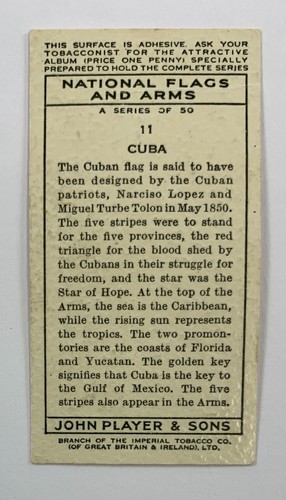 THIS SURFACE IS ADHESIVE. ASK YOUR
TOBACCONIST FOR THE ATTRACTIVE
ALBUM (PRICE ONE PENNY) SPECIALLY
PREPARED TO HOLD THE COMPLETE SERIES
NATIONAL FLAGS
AND ARMS
A SERIES OF 50
11
CUBA
The Cuban flag is said to have
been designed by the Cuban
patriots, Narciso Lopez and
Miguel Turbe Tolon in May 1850.
The five stripes were to stand
for the five provinces, the red
triangle for the blood shed by
the Cubans in their struggle for
freedom, and the star was the
Star of Hope. At the top of the
Arms, the sea is the Caribbean,
while the rising sun represents
the tropics. The two promon-
tories are the coasts of Florida
and Yucatan. The golden key
signifies that Cuba is the key to
the Gulf of Mexico. The five
stripes also appear in the Arms.
JOHN PLAYER & SONS
BRANCH OF THE IMPERIAL TOBACCO CO.
(OF GREAT BRITAIN & IRELAND), LTD.